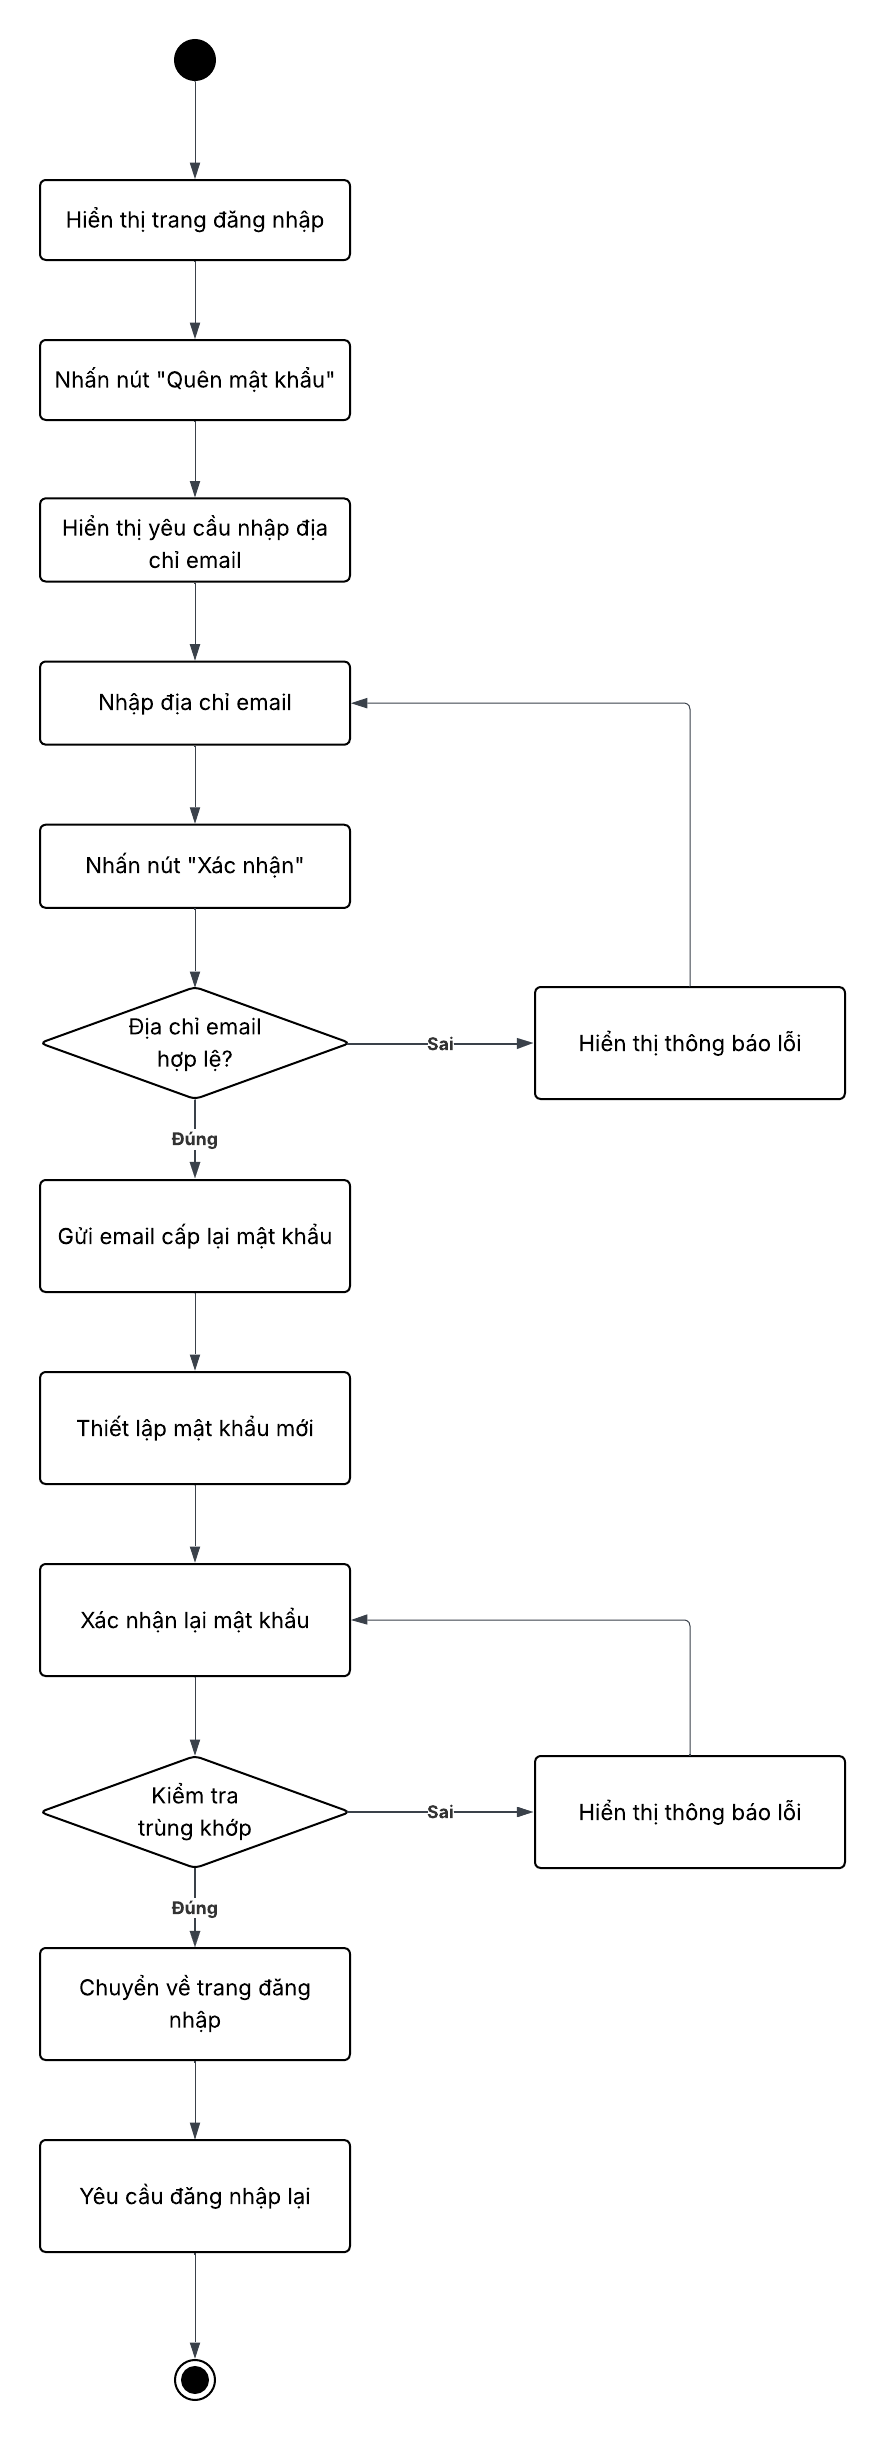 Hiển thị trang đăng nhập
Nhấn nút "Quên mật khẩu"
Hiển thị yêu cầu nhập địa
chỉ email
Nhập địa chỉ email
Nhấn nút "Xác nhận"
Địa chỉ email
hợp lệ?
Sai
Hiển thị thông báo lỗi
Đúng
Gửi email cấp lại mật khẩu
Thiết lập mật khẩu mới
Xác nhận lại mật khẩu
Kiểm tra
trùng khớp
Sai
Hiển thị thông báo lỗi
Đúng
Chuyển về trang đăng
nhập
Yêu cầu đăng nhập lại